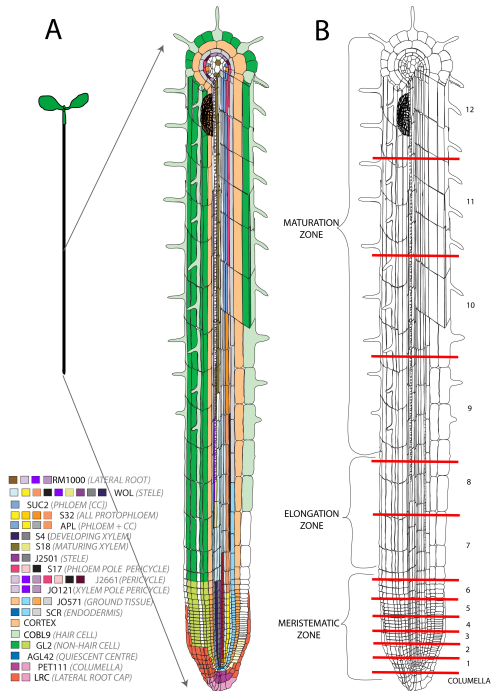 A
B
12
11
MATURATION
ZONE
10
9
8
ELONGATION
ZONE
7
6
5
MERISTEMATIC
ZONE
4
3
2
1
COLUMELLA
RM1000 (LATERAL ROOT)
WOL (STELE)
SUC2 (PHLOEM [CC])
S32 (ALL PROTOPHLOEM)
APL (PHLOEM + CC)
S4 (DEVELOPING XYLEM)
S18 (MATURING XYLEM)
J2501 (STELE)
S17 (PHLOEM POLE PERICYCLE)
J2661 (PERICYCLE)
JO121 (XYLEM POLE PERICYCLE)
JO571 (GROUND TISSUE)
SCR (ENDODERMIS)
CORTEX
COBL9 (HAIR CELL)
GL2 (NON-HAIR CELL)
AGL42 (QUIESCENT CENTRE)
PET111 (COLUMELLA)
LRC (LATERAL ROOT CAP)